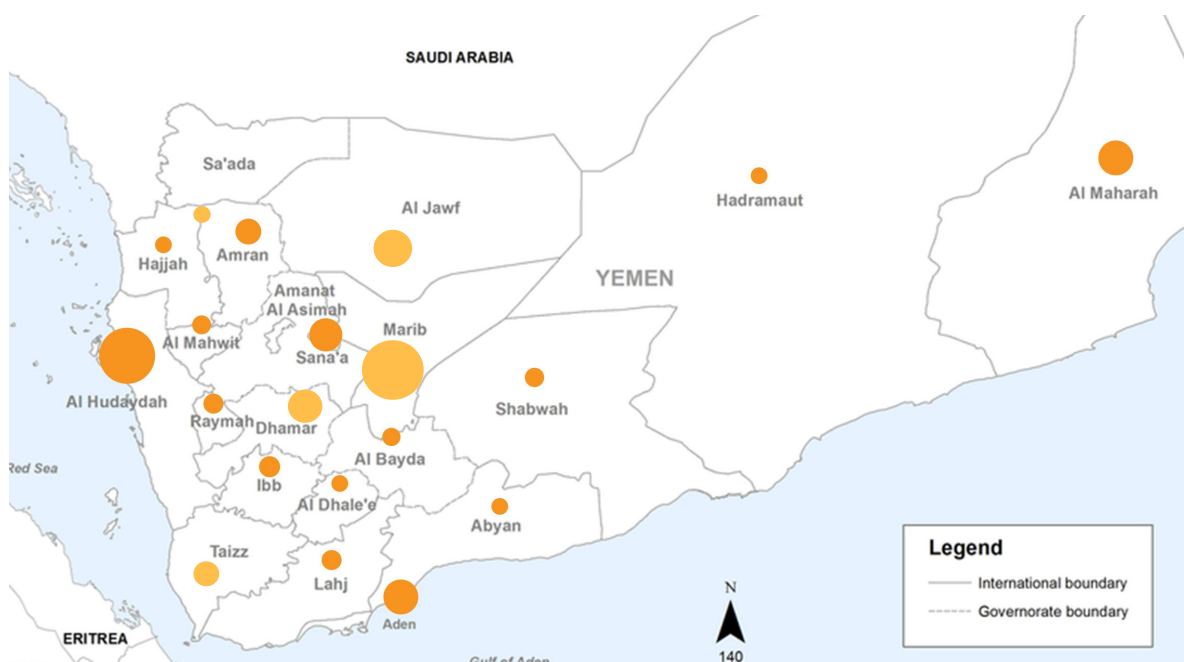 SAUDI ARABIA
Sa'ada
Al Jawf
Hadramaut
Al Maharah
Hajjah
Amran
YEMEN
Amanat
Al Asimah
Marib
Al Mahwit
Sana'a
Al Hudaydah
Raymah
Dhamar
Shabwah
Al Bayda
Red Sea
Ibb
Al Dhale'e
Abyan
Taizz
Lahj
Aden
ERITREA
Gulf of Aden
N
140
Legend
International boundary
Governorate boundary